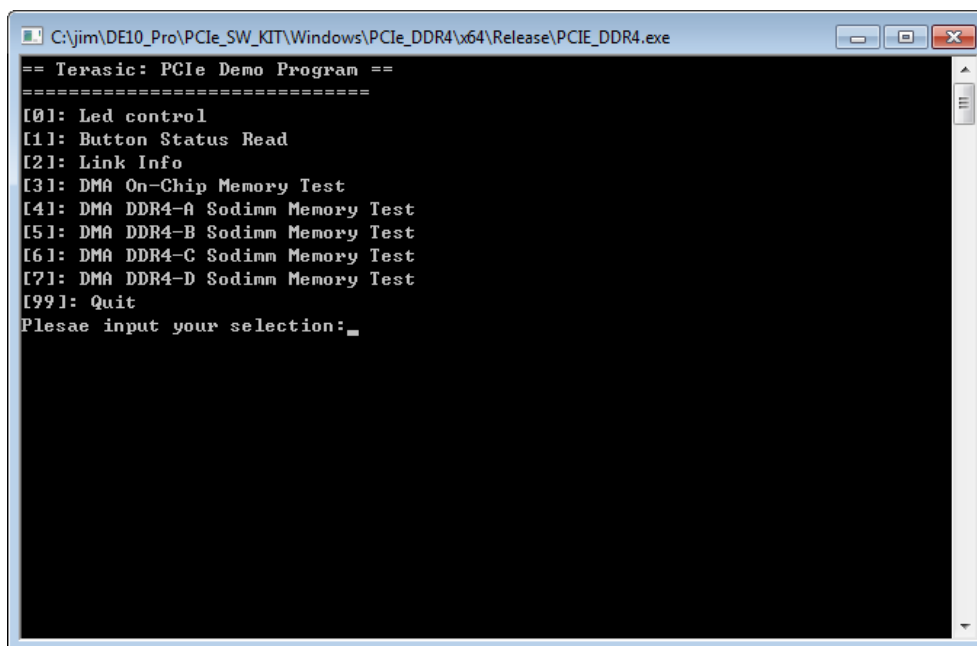 C:\jim\DE10_Pro\PCIe_SW_KIT\Windows\PCIe_DDR4\x64\Release\PCIE_DDR4.exe
== Terasic: PCIe Demo Program ==
==============================
[0]: Led control
[1]: Button Status Read
[2]: Link Info
[3]: DMA On-Chip Memory Test
[4]: DMA DDR4-A Sodimm Memory Test
[5]: DMA DDR4-B Sodimm Memory Test
[6]: DMA DDR4-C Sodimm Memory Test
[7]: DMA DDR4-D Sodimm Memory Test
[99]: Quit
Plesae input your selection:_